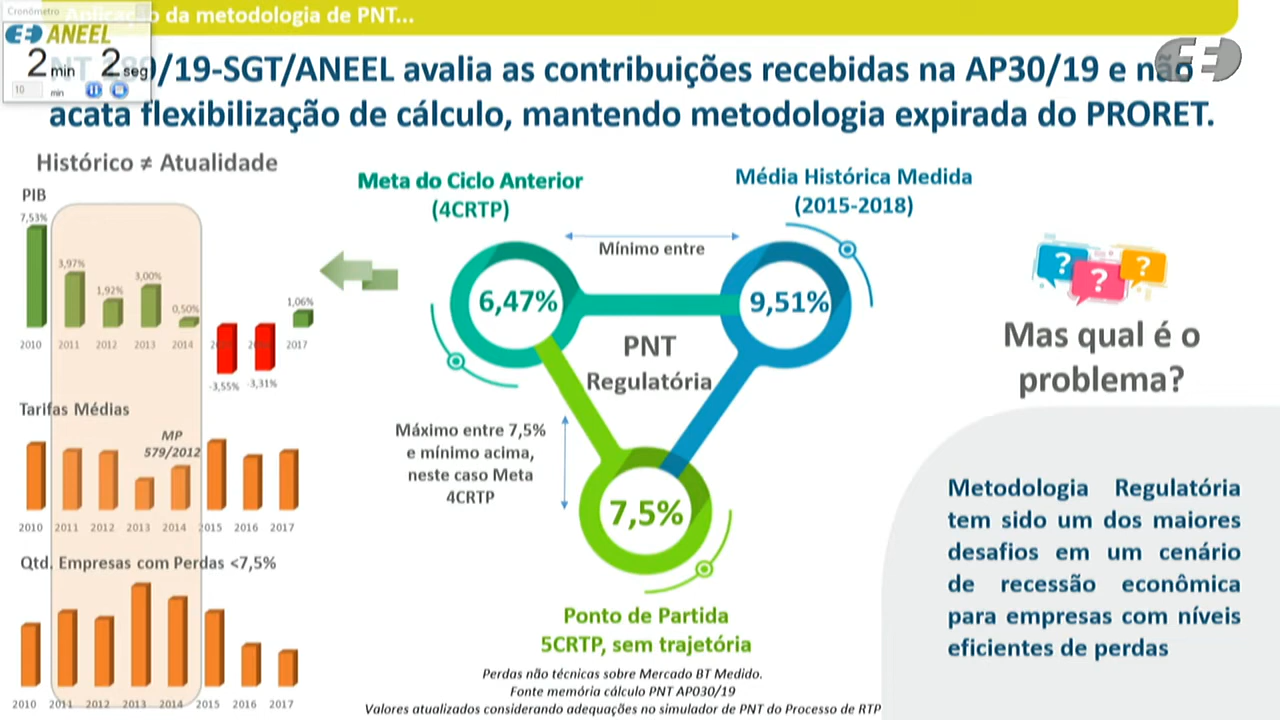 Cronômetro
Aplicação da metodologia de PNT...
ANEEL
2 min 2 seg
10 min
/19-SGT/ANEEL avalia as contribuições recebidas na AP30/19 e não
acata flexibilização de cálculo, mantendo metodologia expirada do PRORET.
Histórico ≠ Atualidade
PIB
7,53%
3,97%
1,92%
3,00%
0,50%
-3,55%
-3,31%
1,06%
2010 2011 2012 2013 2014 2017
Tarifas Médias
MP
579/2012
2010 2011 2012 2013 2014 2015 2016 2017
Qtd. Empresas com Perdas <7,5%
2010 2011 2012 2013 2014 2015 2016 2017
Meta do Ciclo Anterior
(4CRTP)
Média Histórica Medida
(2015-2018)
Mínimo entre
6,47%
9,51%
PNT
Regulatória
Máximo entre 7,5%
e mínimo acima,
neste caso Meta
4CRTP
7,5%
Ponto de Partida
5CRTP, sem trajetória
Perdas não técnicas sobre Mercado BT Medido.
Fonte memória cálculo PNT AP030/19
Valores atualizados considerando adequações no simulador de PNT do Processo de RTP
? ? ?
Mas qual é o
problema?
Metodologia Regulatória
tem sido um dos maiores
desafios em um cenário
de recessão econômica
para empresas com níveis
eficientes de perdas